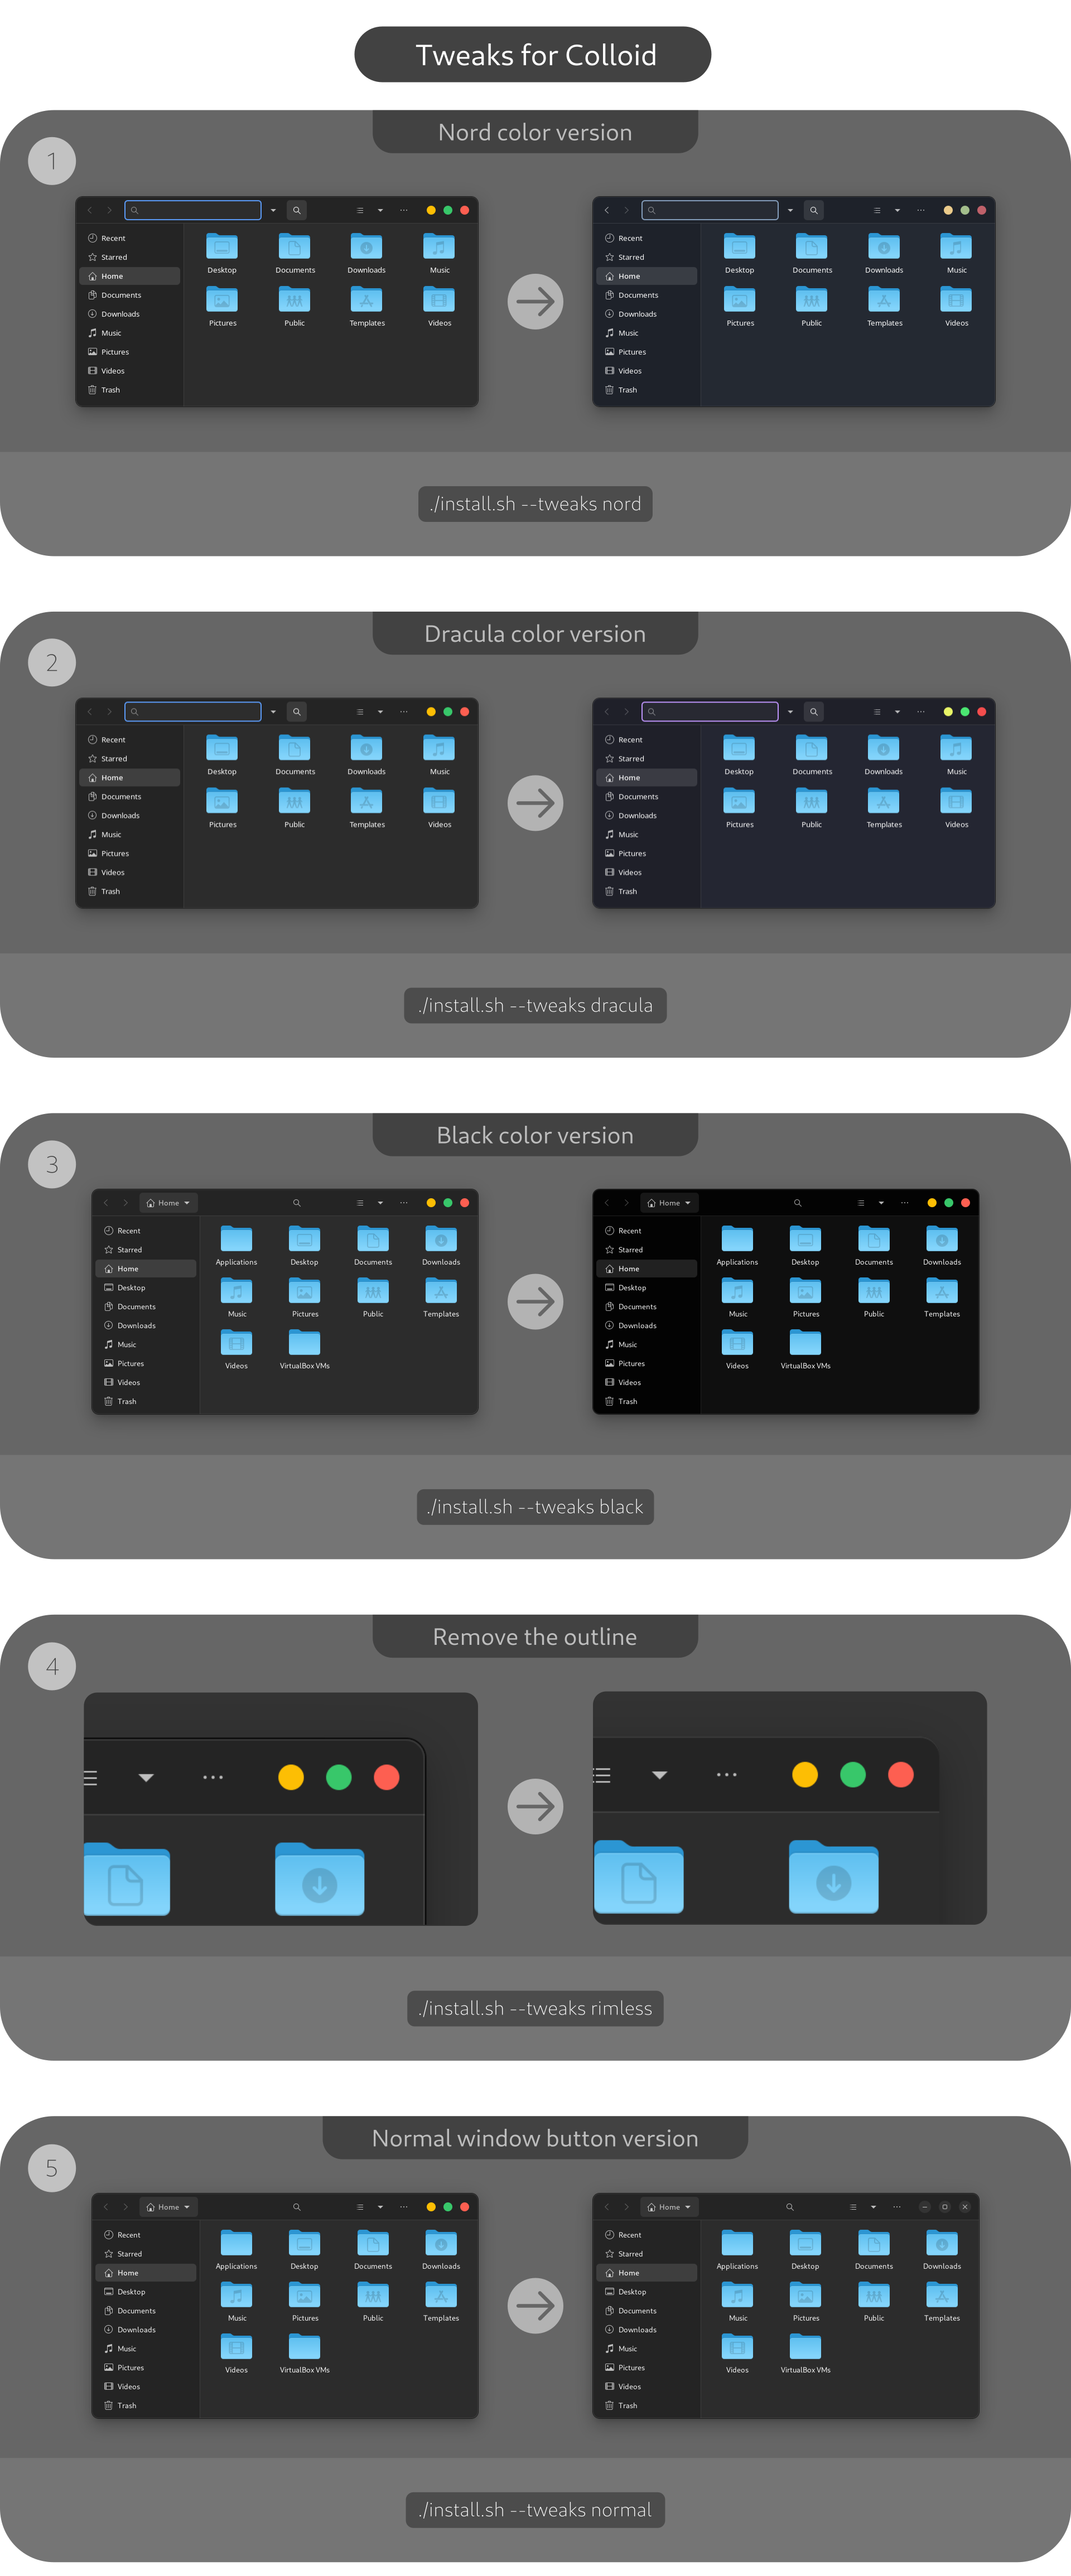 Tweaks for Colloid
Nord color version
1
Recent
Starred
Home
Documents
Downloads
Music
Pictures
Videos
Trash
Desktop Documents Downloads Music
Pictures Public Templates Videos
Recent
Starred
Home
Documents
Downloads
Music
Pictures
Videos
Trash
Desktop Documents Downloads Music
Pictures Public Templates Videos
./install.sh --tweaks nord
Dracula color version
2
Recent
Starred
Home
Documents
Downloads
Music
Pictures
Videos
Trash
Desktop Documents Downloads Music
Pictures Public Templates Videos
Recent
Starred
Home
Documents
Downloads
Music
Pictures
Videos
Trash
Desktop Documents Downloads Music
Pictures Public Templates Videos
./install.sh --tweaks dracula
Black color version
3
Home
Recent
Starred
Home
Desktop
Documents
Downloads
Music
Pictures
Videos
Trash
Applications Desktop Documents Downloads
Music Pictures Public Templates
Videos VirtualBox VMs
Home
Recent
Starred
Home
Desktop
Documents
Downloads
Music
Pictures
Videos
Trash
Applications Desktop Documents Downloads
Music Pictures Public Templates
Videos VirtualBox VMs
./install.sh --tweaks black
Remove the outline
4
./install.sh --tweaks rimless
Normal window button version
5
Home
Recent
Starred
Home
Desktop
Documents
Downloads
Music
Pictures
Videos
Trash
Applications Desktop Documents Downloads
Music Pictures Public Templates
Videos VirtualBox VMs
Home
Recent
Starred
Home
Desktop
Documents
Downloads
Music
Pictures
Videos
Trash
Applications Desktop Documents Downloads
Music Pictures Public Templates
Videos VirtualBox VMs
./install.sh --tweaks normal